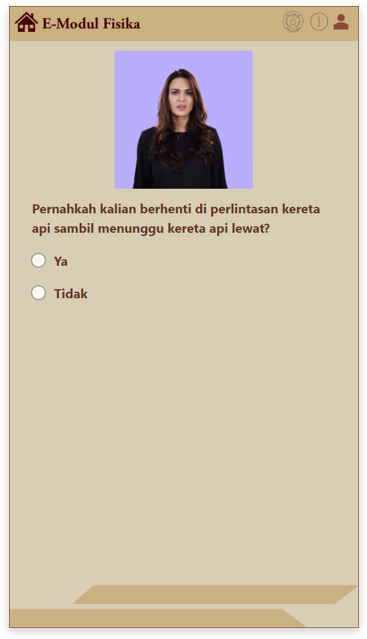 E-Modul Fisika
Pernahkah kalian berhenti di perlintasan kereta
api sambil menunggu kereta api lewat?
Ya
Tidak